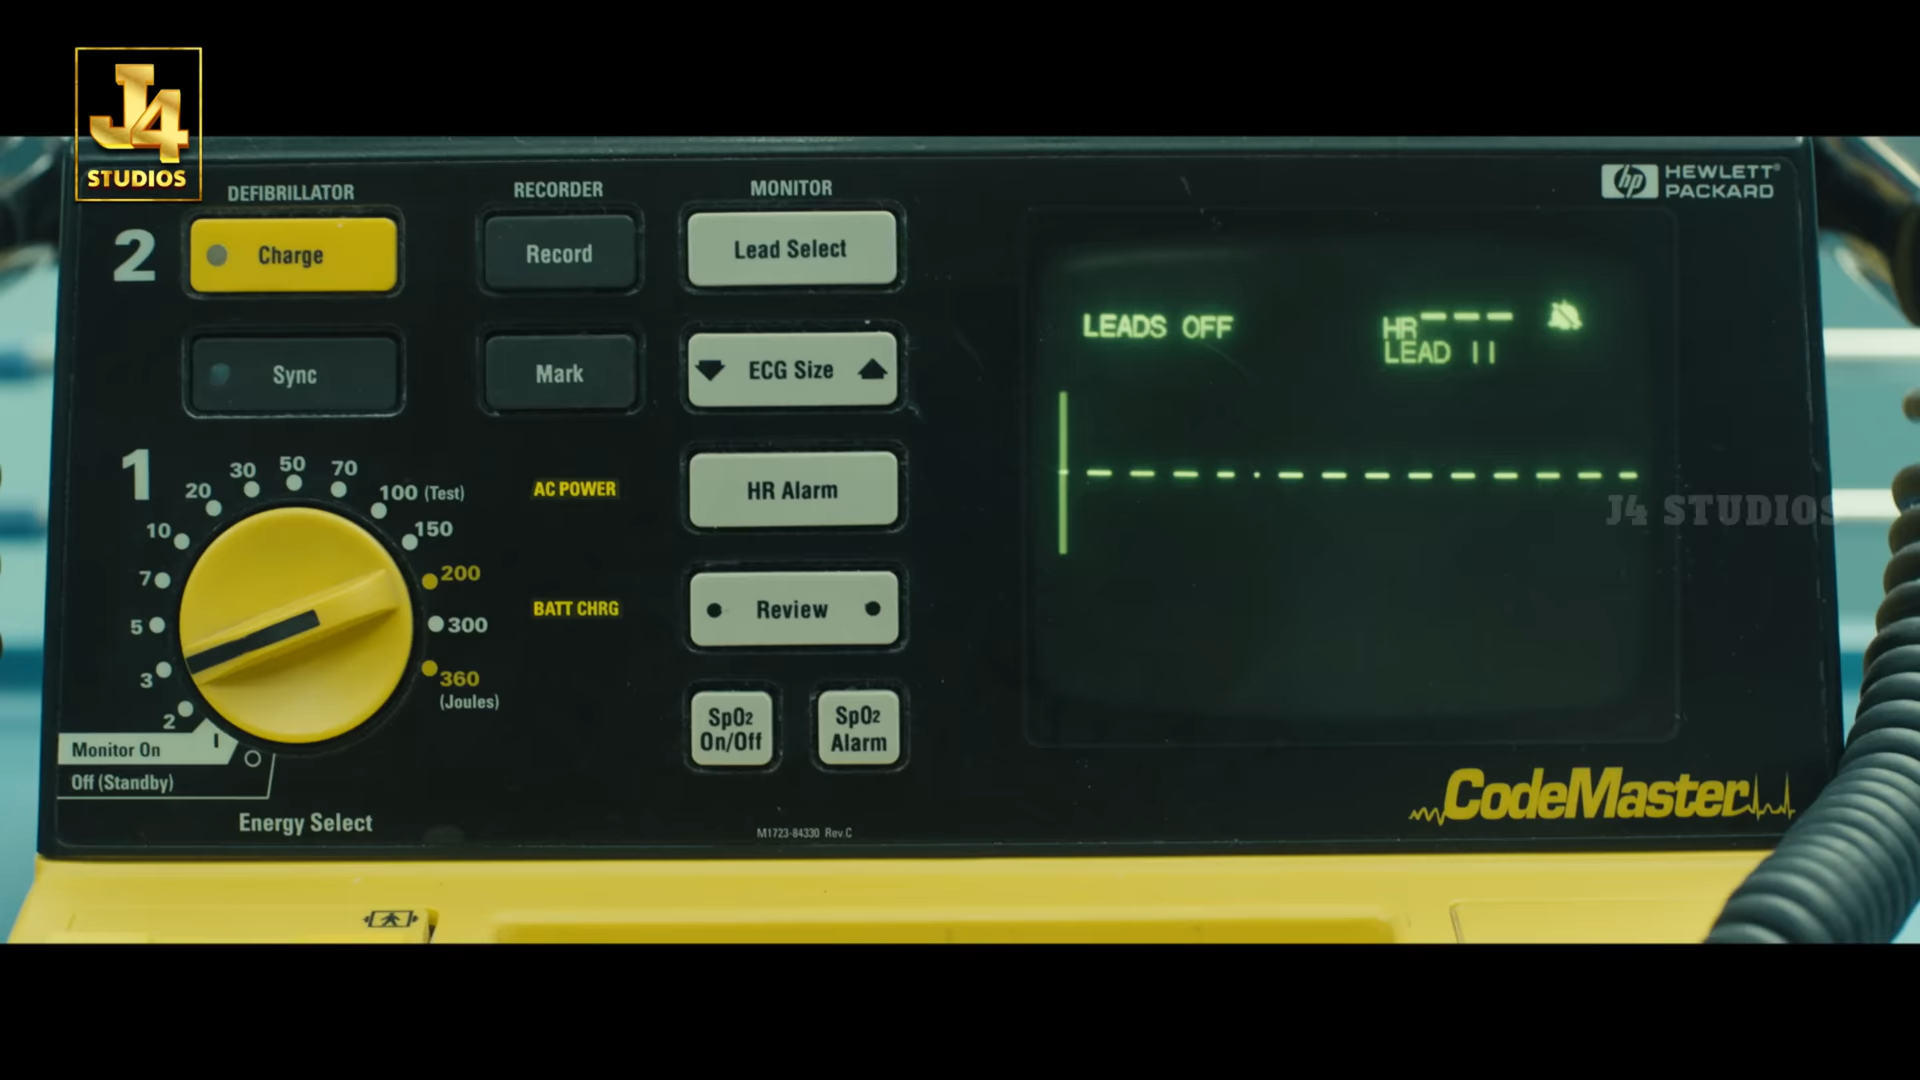 J4
STUDIOS
DEFIBRILLATOR
RECORDER
MONITOR
hp HEWLETT®
PACKARD
2
Charge
Record
Lead Select
LEADS OFF
HR---
LEAD II
Sync
Mark
ECG Size
1
2
3
5
7
10
20
30
50
70
100 (Test)
150
200
300
360
(Joules)
AC POWER
HR Alarm
J4 STUDIOS
BATT CHRG
Review
SpO2
On/Off
SpO2
Alarm
Monitor On
I
Off (Standby)
Energy Select
CodeMaster
M1723-84330 Rev.C